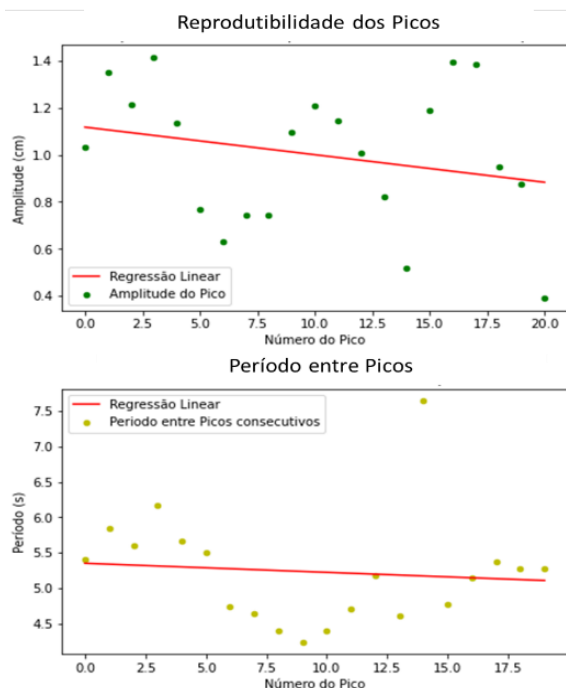 Reprodutibilidade dos Picos
1.4
1.2
1.0
0.8
0.6
0.4
Amplitude (cm)
Regressão Linear
Amplitude do Pico
0.0 2.5 5.0 7.5 10.0 12.5 15.0 17.5 20.0
Número do Pico
Período entre Picos
7.5
7.0
6.5
6.0
5.5
5.0
4.5
Período (s)
Regressão Linear
Periodo entre Picos consecutivos
0.0 2.5 5.0 7.5 10.0 12.5 15.0 17.5
Número do Pico